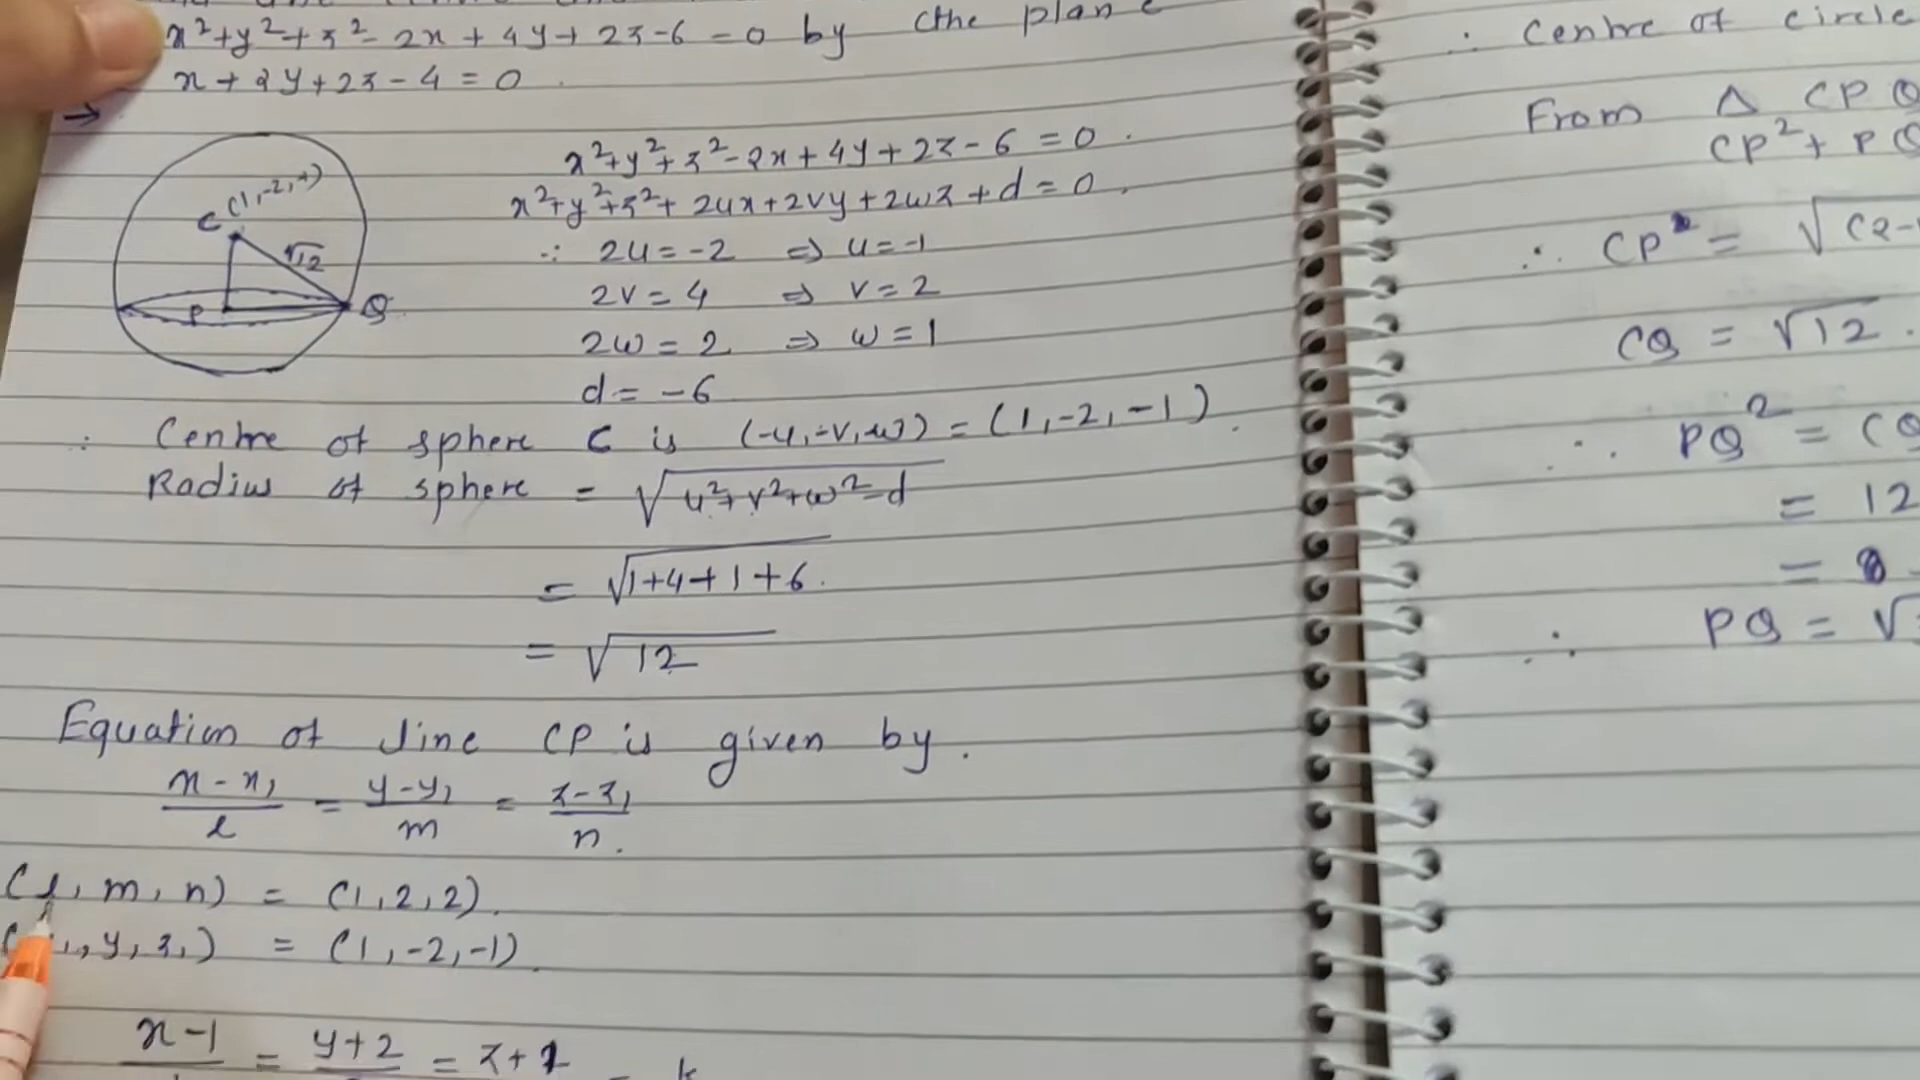 x²+y²+z²-2x+4y+2z-6=0 by the plane
x+2y+2z-4=0.
→
C (1,-2,-1)
√12
P
Q
x²+y²+z²-2x+4y+2z-6=0.
x²+y²+z²+2ux+2vy+2wz+d=0.
∴ 2u=-2 ⇒ u=-1
2v=4 ⇒ v=2
2w=2 ⇒ w=1
d=-6
∴ Centre of sphere C is (-u,-v,-w)=(1,-2,-1).
Radius of sphere = √u²+v²+w²-d
= √1+4+1+6.
= √12
Equation of line CP is given by.
x-x₁/l = y-y₁/m = z-z₁/n.
(l, m, n) = (1,2,2).
y, z₁) = (1,-2,-1).
x-1 = y+2 = z+1 = k
∴ Centre of circle
From Δ CPQ
CP²+PQ
∴ CP = √(2-
CQ = √12.
∴ PQ² = CQ
= 12
= 8
∴ PQ = √